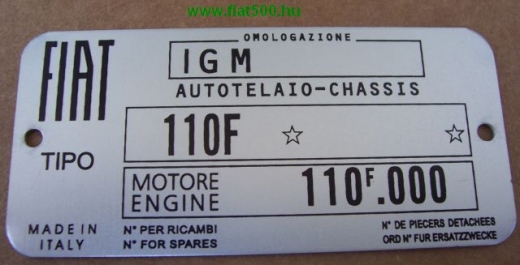 www.fiat500.hu
FIAT
OMOLOGAZIONE
IGM
AUTOTELAIO-CHASSIS
TIPO
110F ☆ ☆
MOTORE
ENGINE
110F.000
MADE IN
ITALY
N° PER RICAMBI
N° FOR SPARES
N° DE PIECERS DETACHEES
ORD N° FUR ERSATZZWECKE